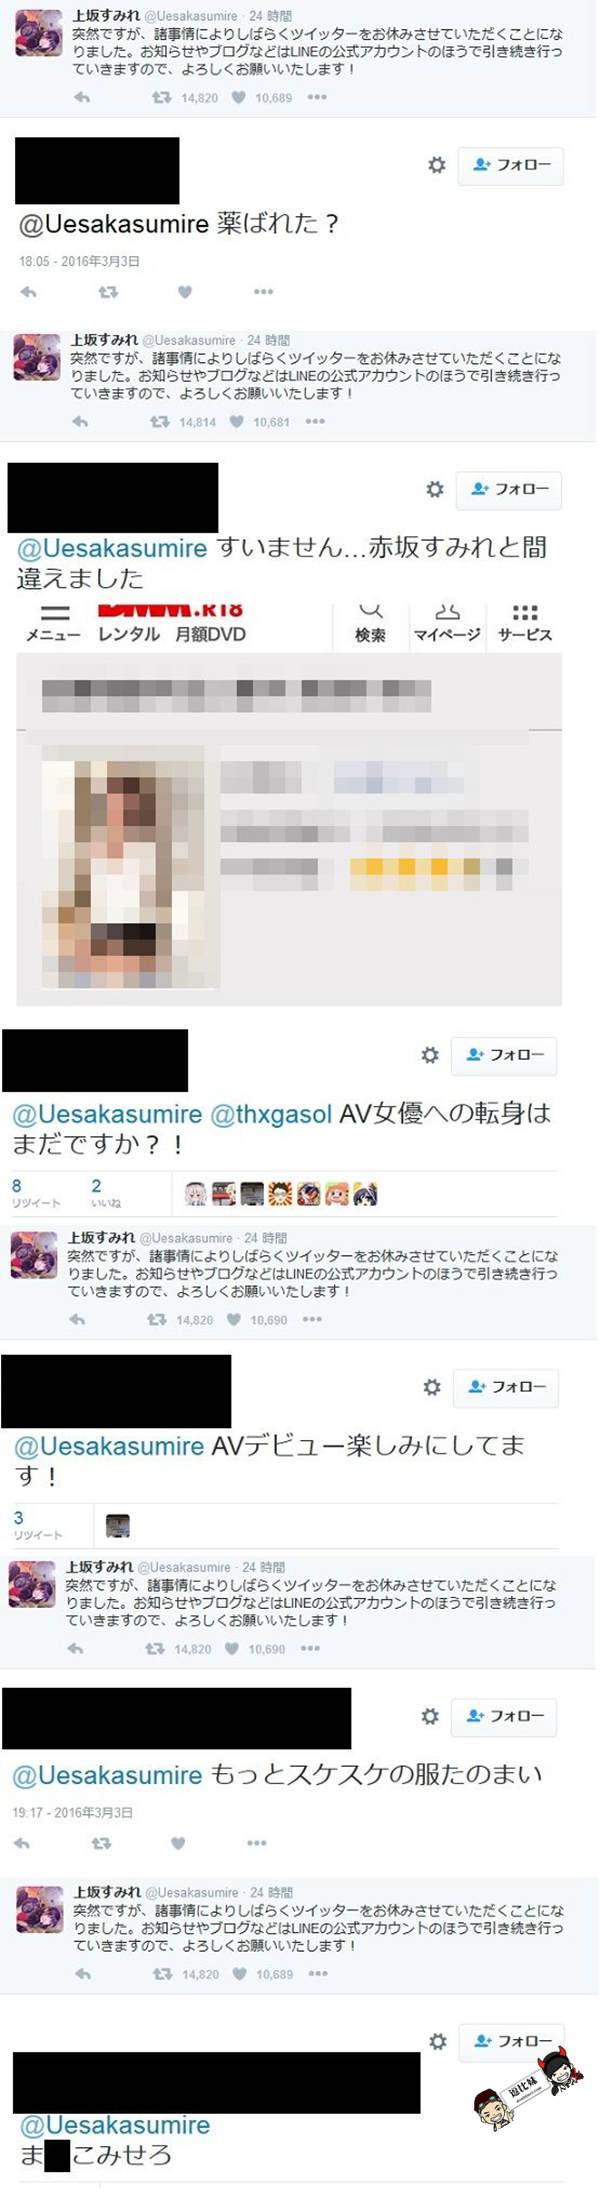 上坂すみれ @Uesakasumire · 24 時間
突然ですが、諸事情によりしばらくツイッターをお休みさせていただくことにな
りました。お知らせやブログなどはLINEの公式アカウントのほうで引き続き行っ
ていきますので、よろしくお願いいたします！
14,820 10,689
フォロー
@Uesakasumire 薬ばれた？
18:05 - 2016年3月3日
上坂すみれ @Uesakasumire · 24 時間
突然ですが、諸事情によりしばらくツイッターをお休みさせていただくことにな
りました。お知らせやブログなどはLINEの公式アカウントのほうで引き続き行っ
ていきますので、よろしくお願いいたします！
14,814 10,681
フォロー
@Uesakasumire すいません…赤坂すみれと間
違えました
DMM.R18
メニュー レンタル 月額DVD 検索 マイページ サービス
フォロー
@Uesakasumire @thxgasol AV女優への転身は
まだですか？！
8 2
リツイート いいね
上坂すみれ @Uesakasumire · 24 時間
突然ですが、諸事情によりしばらくツイッターをお休みさせていただくことにな
りました。お知らせやブログなどはLINEの公式アカウントのほうで引き続き行っ
ていきますので、よろしくお願いいたします！
14,820 10,690
フォロー
@Uesakasumire AVデビュー楽しみにしてま
す！
3
リツイート
上坂すみれ @Uesakasumire · 24 時間
突然ですが、諸事情によりしばらくツイッターをお休みさせていただくことにな
りました。お知らせやブログなどはLINEの公式アカウントのほうで引き続き行っ
ていきますので、よろしくお願いいたします！
14,820 10,690
フォロー
@Uesakasumire もっとスケスケの服たのまい
19:17 - 2016年3月3日
上坂すみれ @Uesakasumire · 24 時間
突然ですが、諸事情によりしばらくツイッターをお休みさせていただくことにな
りました。お知らせやブログなどはLINEの公式アカウントのほうで引き続き行っ
ていきますので、よろしくお願いいたします！
14,820 10,689
フォロー
逗比妹
@Uesakasumire
ま こみせろ